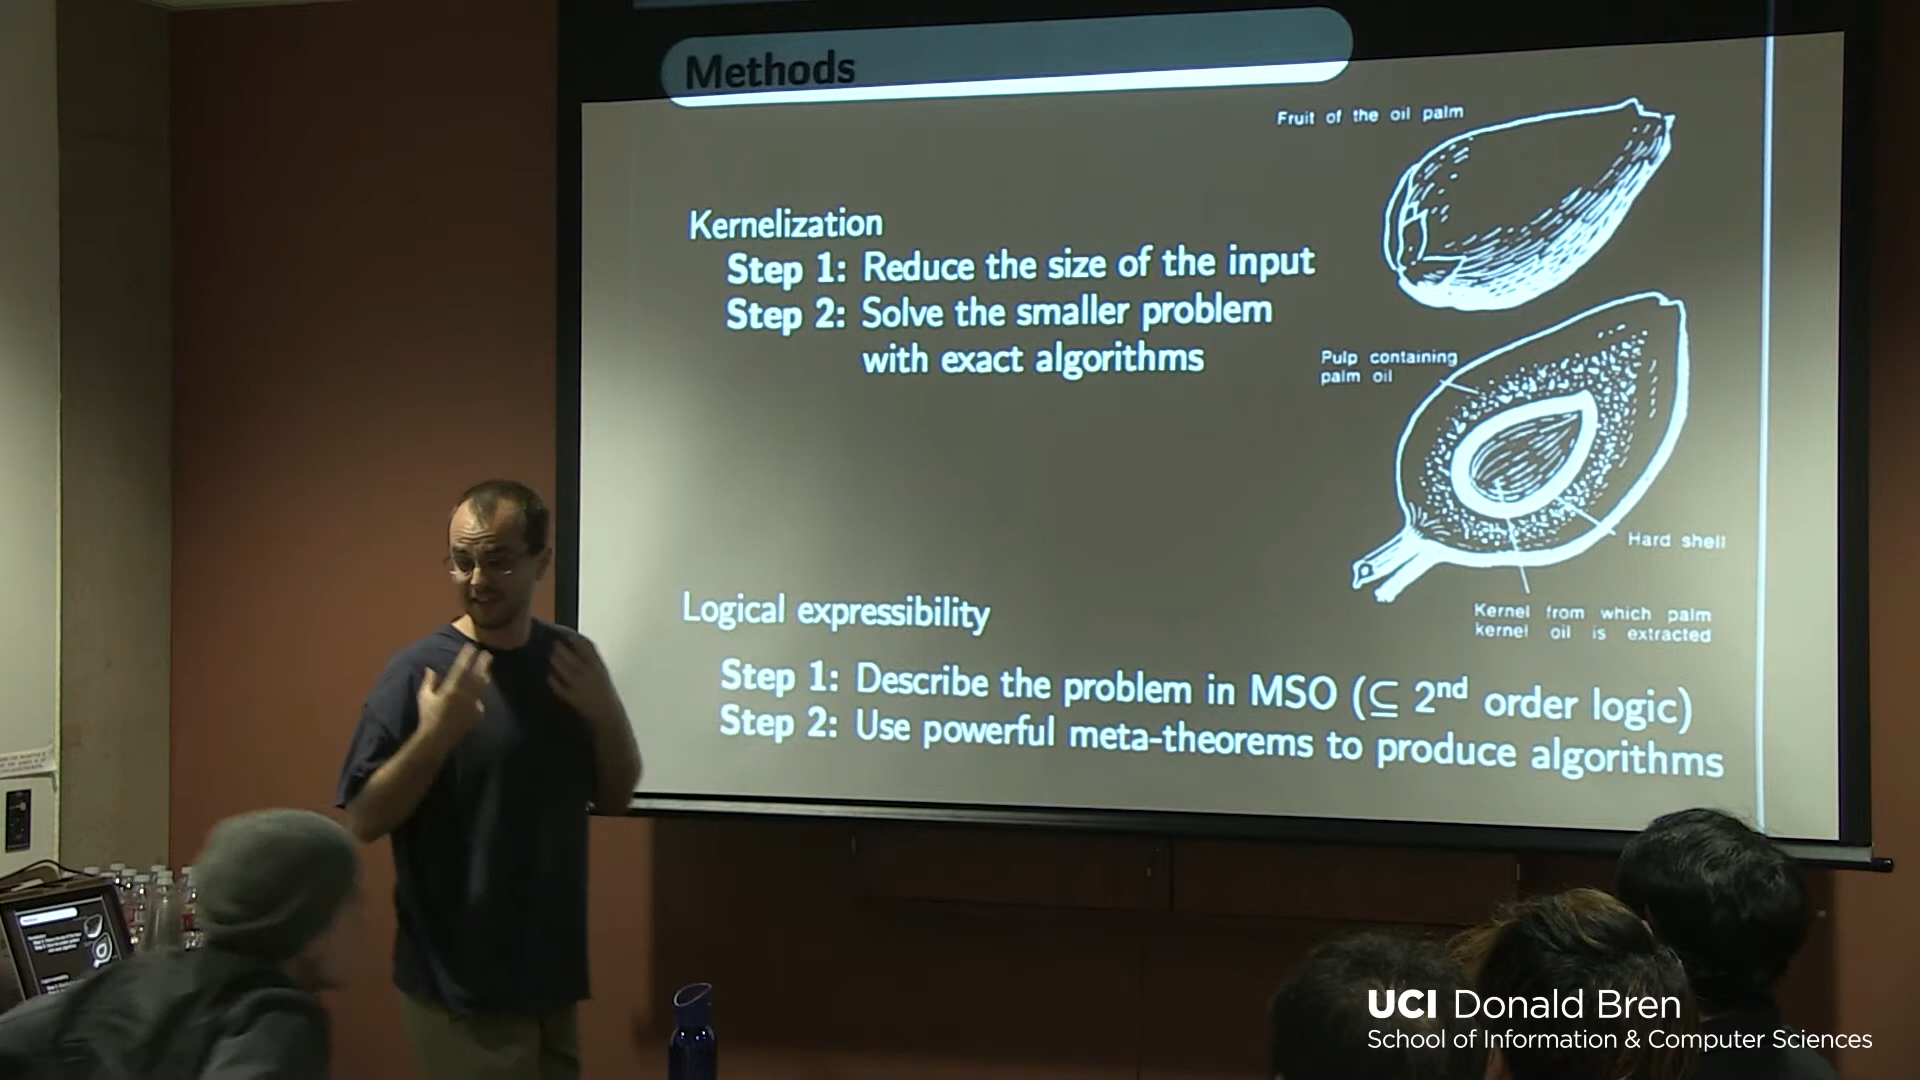 Methods
Fruit of the oil palm
Kernelization
Step 1: Reduce the size of the input
Step 2: Solve the smaller problem
with exact algorithms
Pulp containing
palm oil
Hard shell
Kernel from which palm
kernel oil is extracted
Logical expressibility
Step 1: Describe the problem in MSO (⊆ 2nd order logic)
Step 2: Use powerful meta-theorems to produce algorithms
UCI Donald Bren
School of Information & Computer Sciences